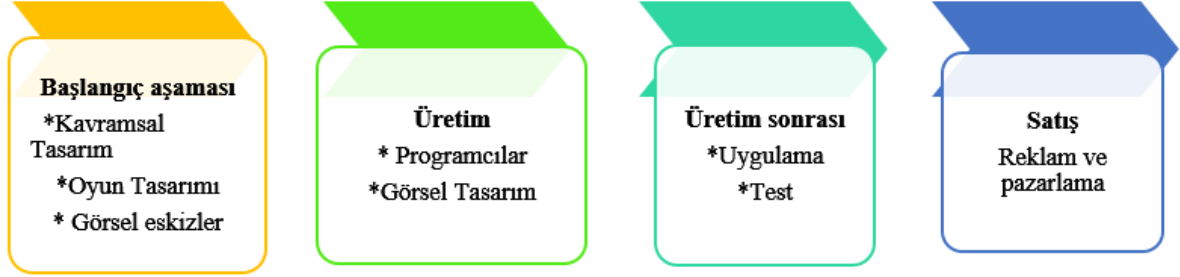 Başlangıç aşaması
*Kavramsal
Tasarım
*Oyun Tasarımı
* Görsel eskizler
Üretim
* Programcılar
*Görsel Tasarım
Üretim sonrası
*Uygulama
*Test
Satış
Reklam ve
pazarlama